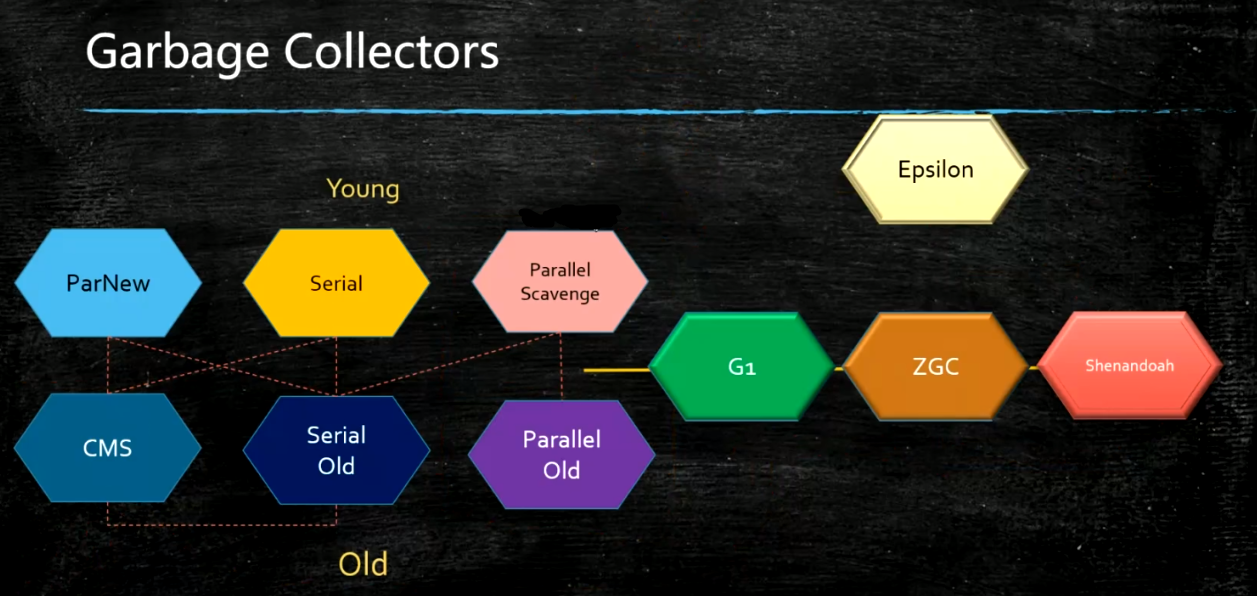 Garbage Collectors
Epsilon
Young
ParNew
Serial
Parallel
Scavenge
G1
ZGC
Shenandoah
CMS
Serial
Old
Parallel
Old
Old